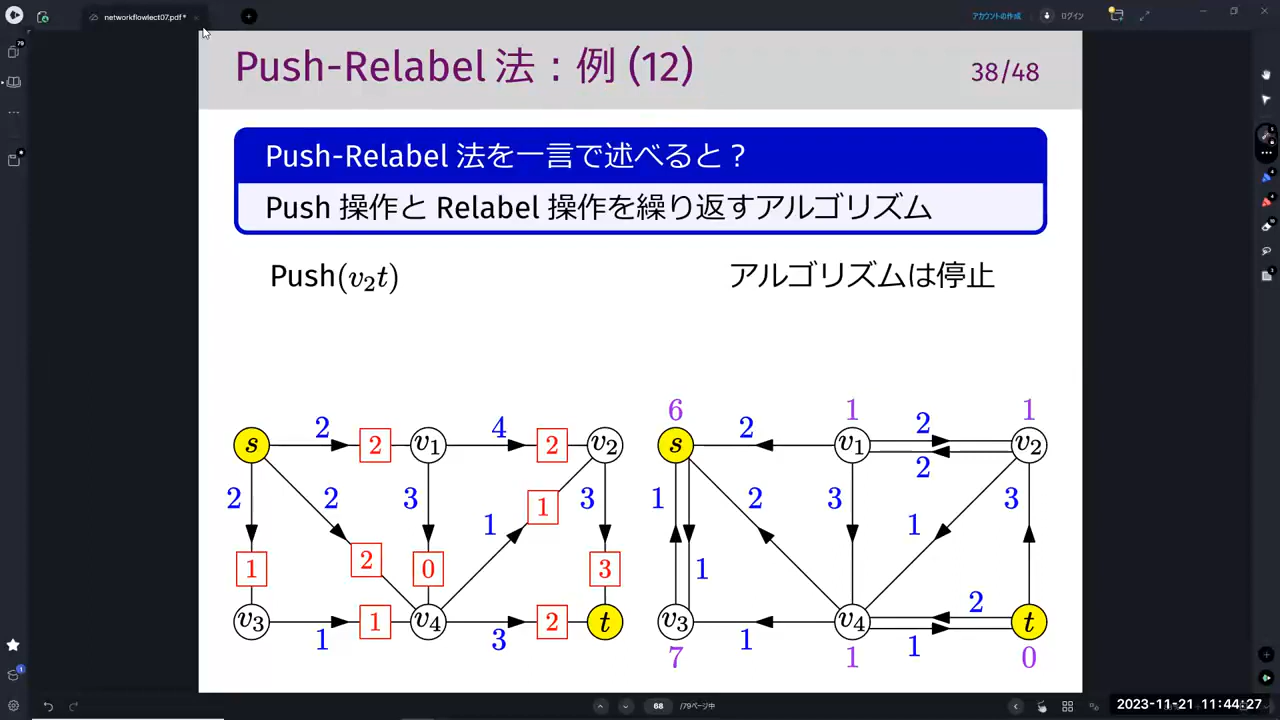 networkflowlect07.pdf*
アカウントの作成
ログイン
Push-Relabel 法：例 (12)
38/48
Push-Relabel 法を一言で述べると？
Push 操作と Relabel 操作を繰り返すアルゴリズム
Push(v2t)
アルゴリズムは停止
s 2 2 v1 4 2 v2
2 2 3 1 1 3
1 2 0 3
v3 1 1 v4 3 2 t
6 1 1
s 2 v1 2 2 v2
1 1 2 3 1 3
v3 1 v4 2 1 t
7 1 0
68 /79ページ中
2023-11-21 11:44:27